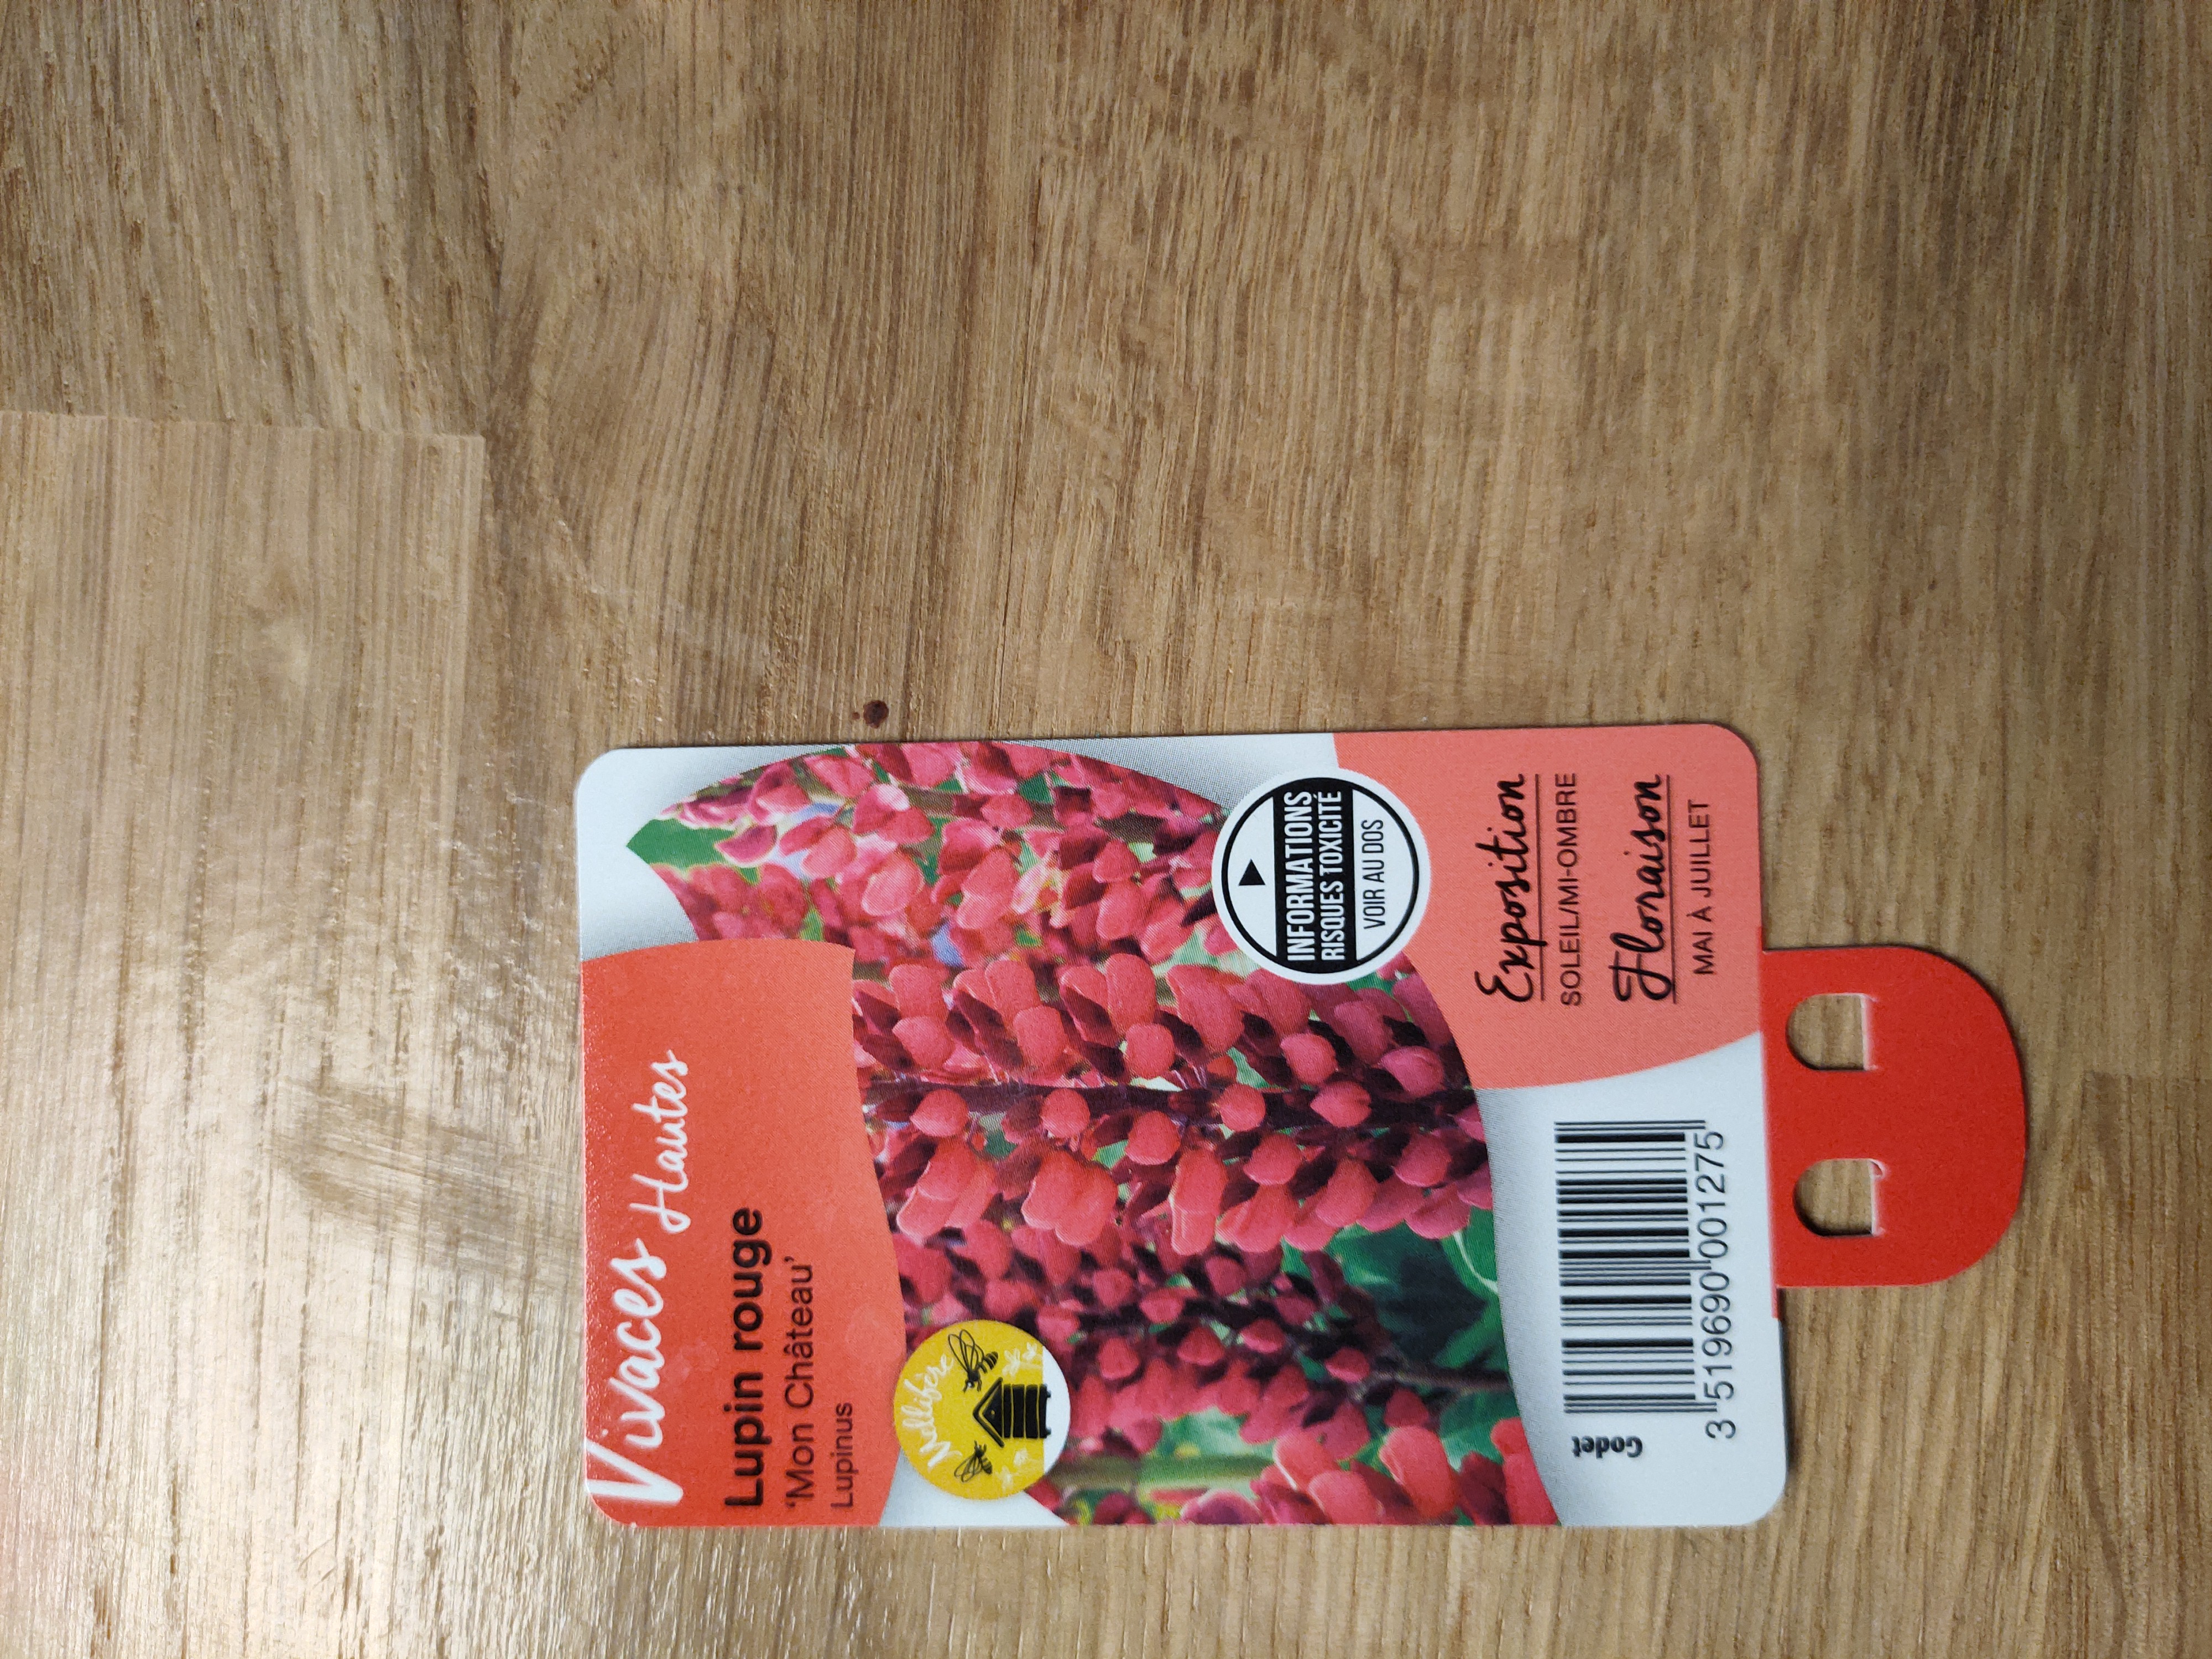 Vivaces Hautes
Lupin rouge
‘Mon Château’
Lupinus
Mellifère
INFORMATIONS
RISQUES TOXICITÉ
VOIR AU DOS
Exposition
SOLEIL/MI-OMBRE
Floraison
MAI À JUILLET
Godet
3 519690 001275